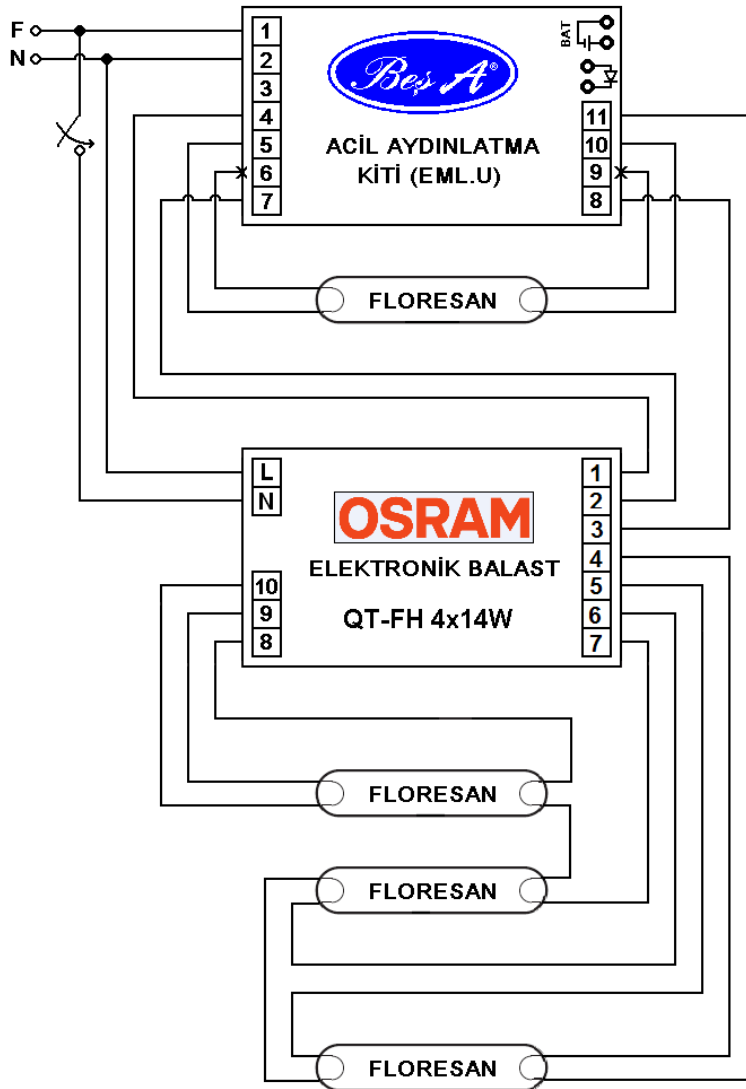 F
N
1
2
3
4
5
6
7
Beş A®
ACİL AYDINLATMA
KİTİ (EML.U)
BAT
11
10
9
8
FLORESAN
L
N
10
9
8
OSRAM
ELEKTRONİK BALAST
QT-FH 4x14W
1
2
3
4
5
6
7
FLORESAN
FLORESAN
FLORESAN